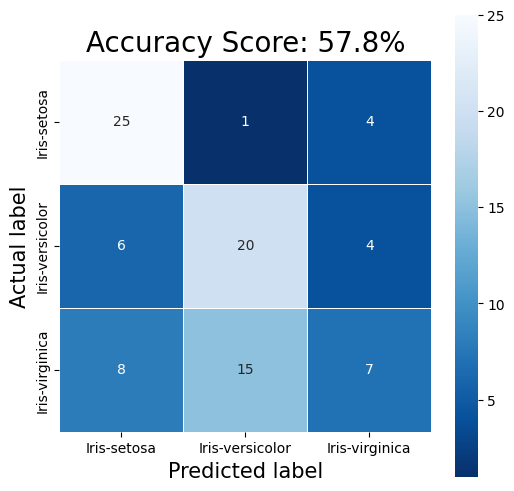 Accuracy Score: 57.8%
25
Iris-setosa
25 1 4
20
Actual label
Iris-versicolor
6 20 4
15
10
Iris-virginica
8 15 7
5
Iris-setosa Iris-versicolor Iris-virginica
Predicted label